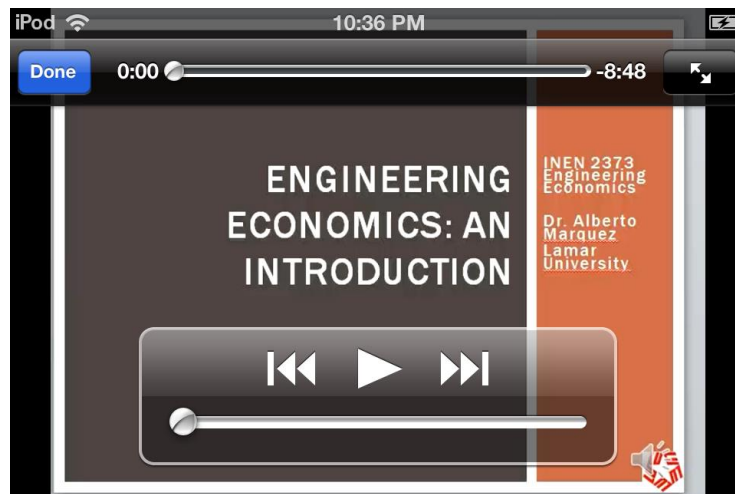 iPod 10:36 PM
Done 0:00 -8:48
ENGINEERING
ECONOMICS: AN
INTRODUCTION
INEN 2373
Engineering
Economics
Dr. Alberto
Marquez
Lamar
University